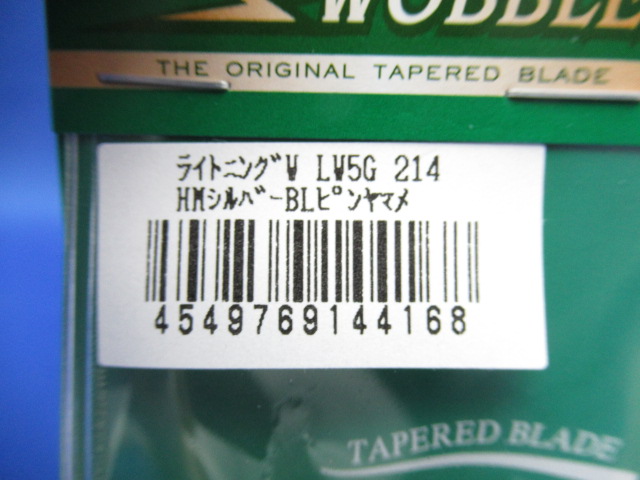 WOBBLE
THE ORIGINAL TAPERED BLADE
ﾗｲﾄﾆﾝｸﾞW LW5G 214
HMｼﾙﾊﾞｰBLﾋﾟﾝﾔﾏﾒ
4549769144168
TAPERED BLADE